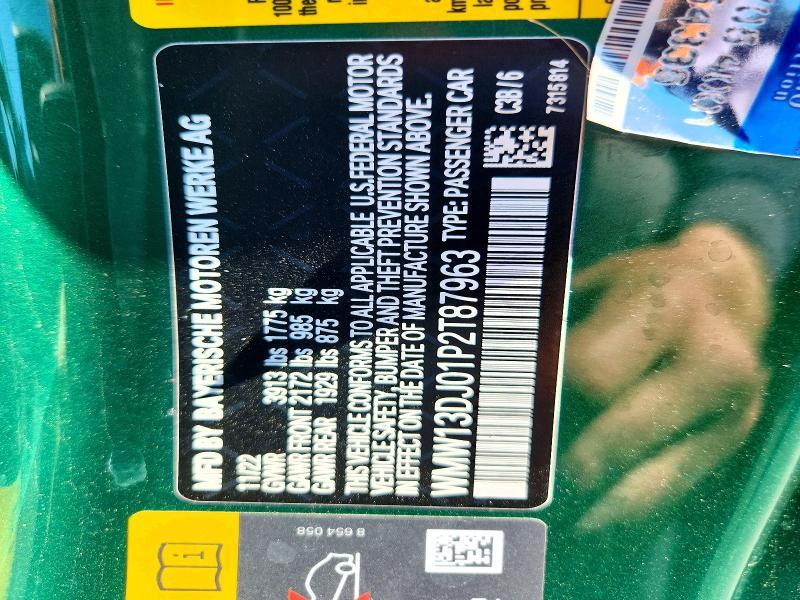 MFD BY BAYERISCHE MOTOREN WERKE AG
11/22
GVWR 3913 lbs 1775 kg
GAWR FRONT 2172 lbs 985 kg
GAWR REAR 1929 lbs 875 kg
THIS VEHICLE CONFORMS TO ALL APPLICABLE U.S.FEDERAL MOTOR
VEHICLE SAFETY, BUMPER AND THEFT PREVENTION STANDARDS
IN EFFECT ON THE DATE OF MANUFACTURE SHOWN ABOVE.
WMW13DJ01P2T87963 TYPE:PASSENGER CAR
C3B/6
7315814
8 654 058